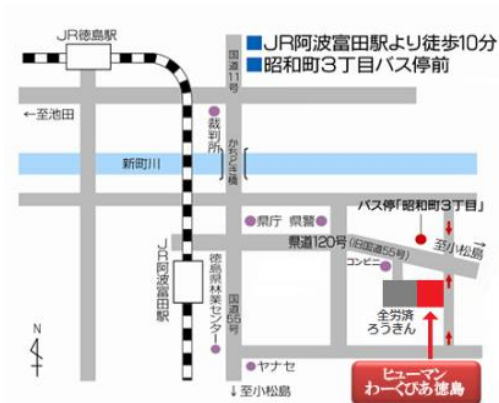 JR徳島駅
■JR阿波富田駅より徒歩10分
■昭和町3丁目バス停前
国道11号
←至池田
裁判所
かちどき橋
新町川
バス停「昭和町3丁目」
県庁 県警
県道120号(旧国道55号)
至小松島→
コンビニ
JR阿波富田駅
徳島県林業センター
国道55号
全労済
ろうきん
N
ヤナセ
↓至小松島
ヒューマン
わーくぴあ徳島